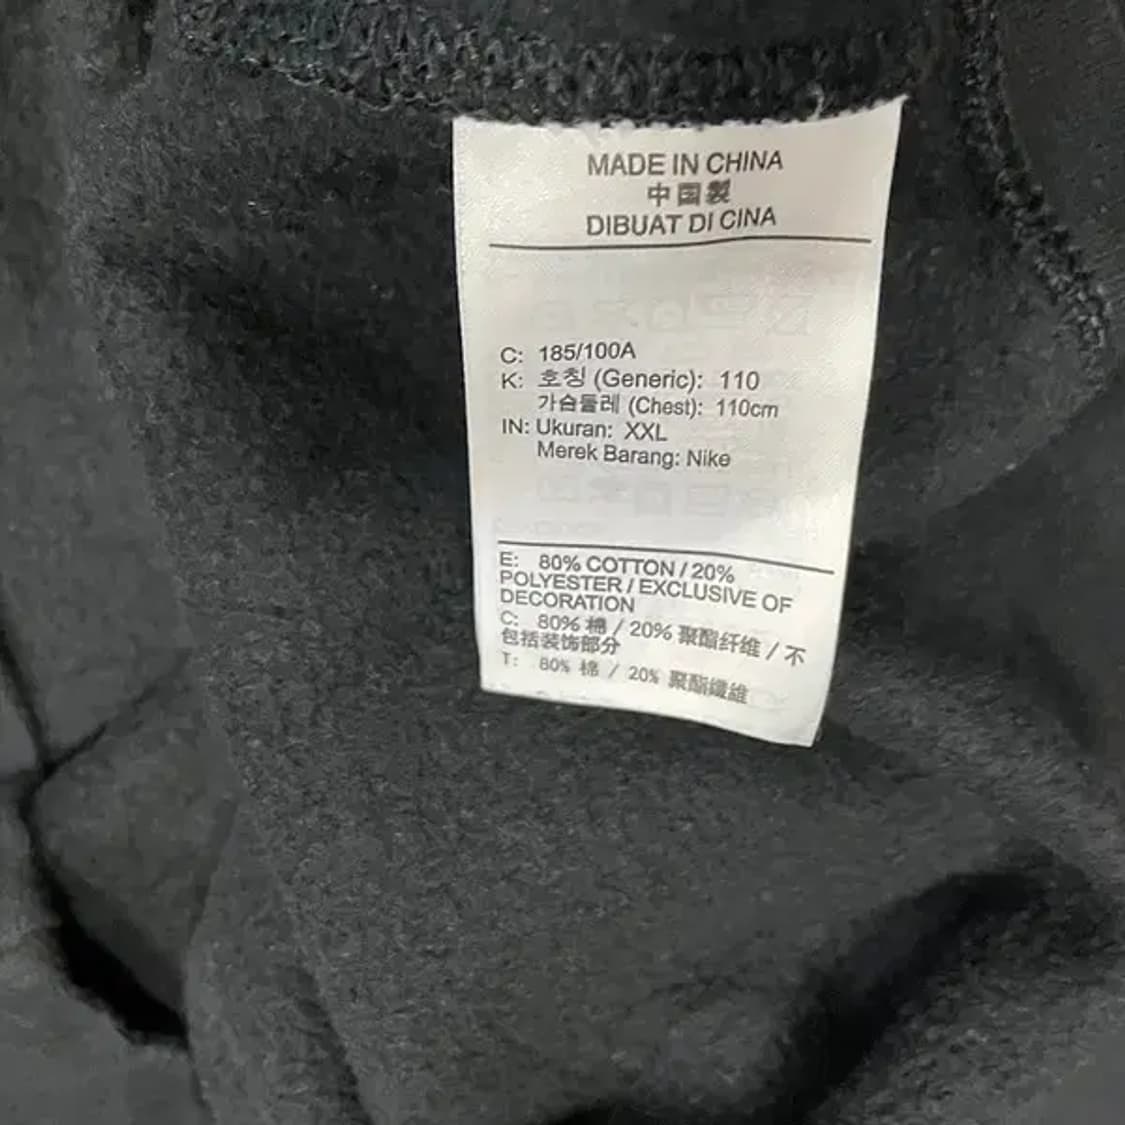 MADE IN CHINA
中国製
DIBUAT DI CINA
C: 185/100A
K: 호칭 (Generic): 110
가슴둘레 (Chest): 110cm
IN: Ukuran: XXL
Merek Barang: Nike
E: 80% COTTON / 20%
POLYESTER / EXCLUSIVE OF
DECORATION
C: 80% 棉 / 20% 聚酯纤维 / 不
包括装饰部分
T: 80% 棉 / 20% 聚酯纖維